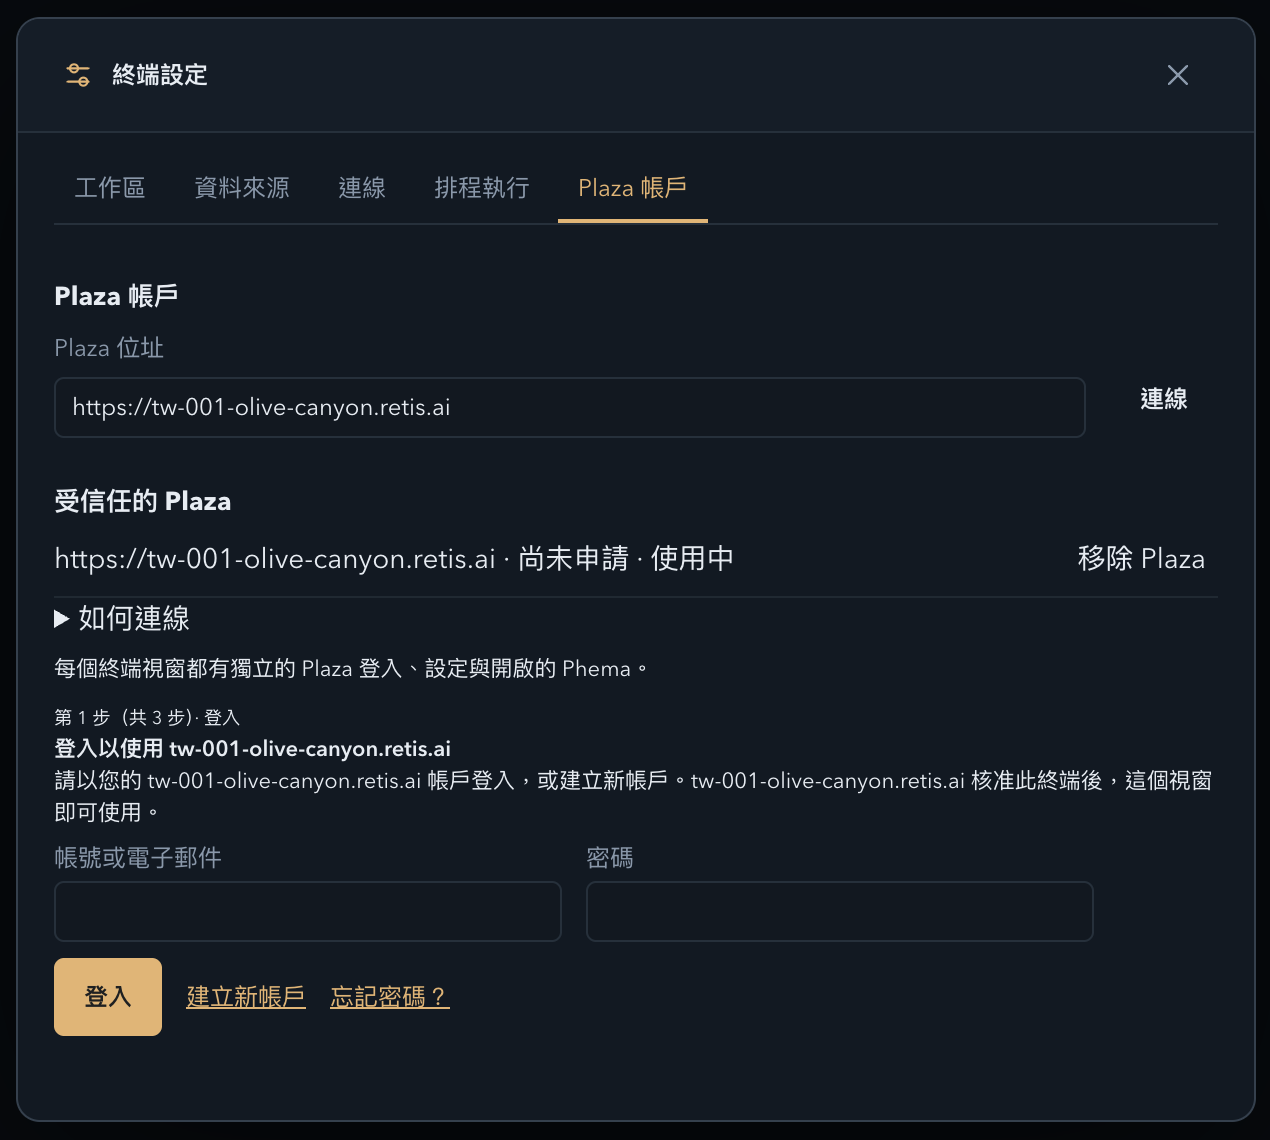 終端設定
工作區
資料來源
連線
排程執行
Plaza 帳戶
Plaza 帳戶
Plaza 位址
https://tw-001-olive-canyon.retis.ai
連線
受信任的 Plaza
https://tw-001-olive-canyon.retis.ai · 尚未申請 · 使用中
移除 Plaza
如何連線
每個終端視窗都有獨立的 Plaza 登入、設定與開啟的 Phema。
第 1 步（共 3 步）· 登入
登入以使用 tw-001-olive-canyon.retis.ai
請以您的 tw-001-olive-canyon.retis.ai 帳戶登入，或建立新帳戶。tw-001-olive-canyon.retis.ai 核准此終端後，這個視窗
即可使用。
帳號或電子郵件
密碼
登入
建立新帳戶
忘記密碼？